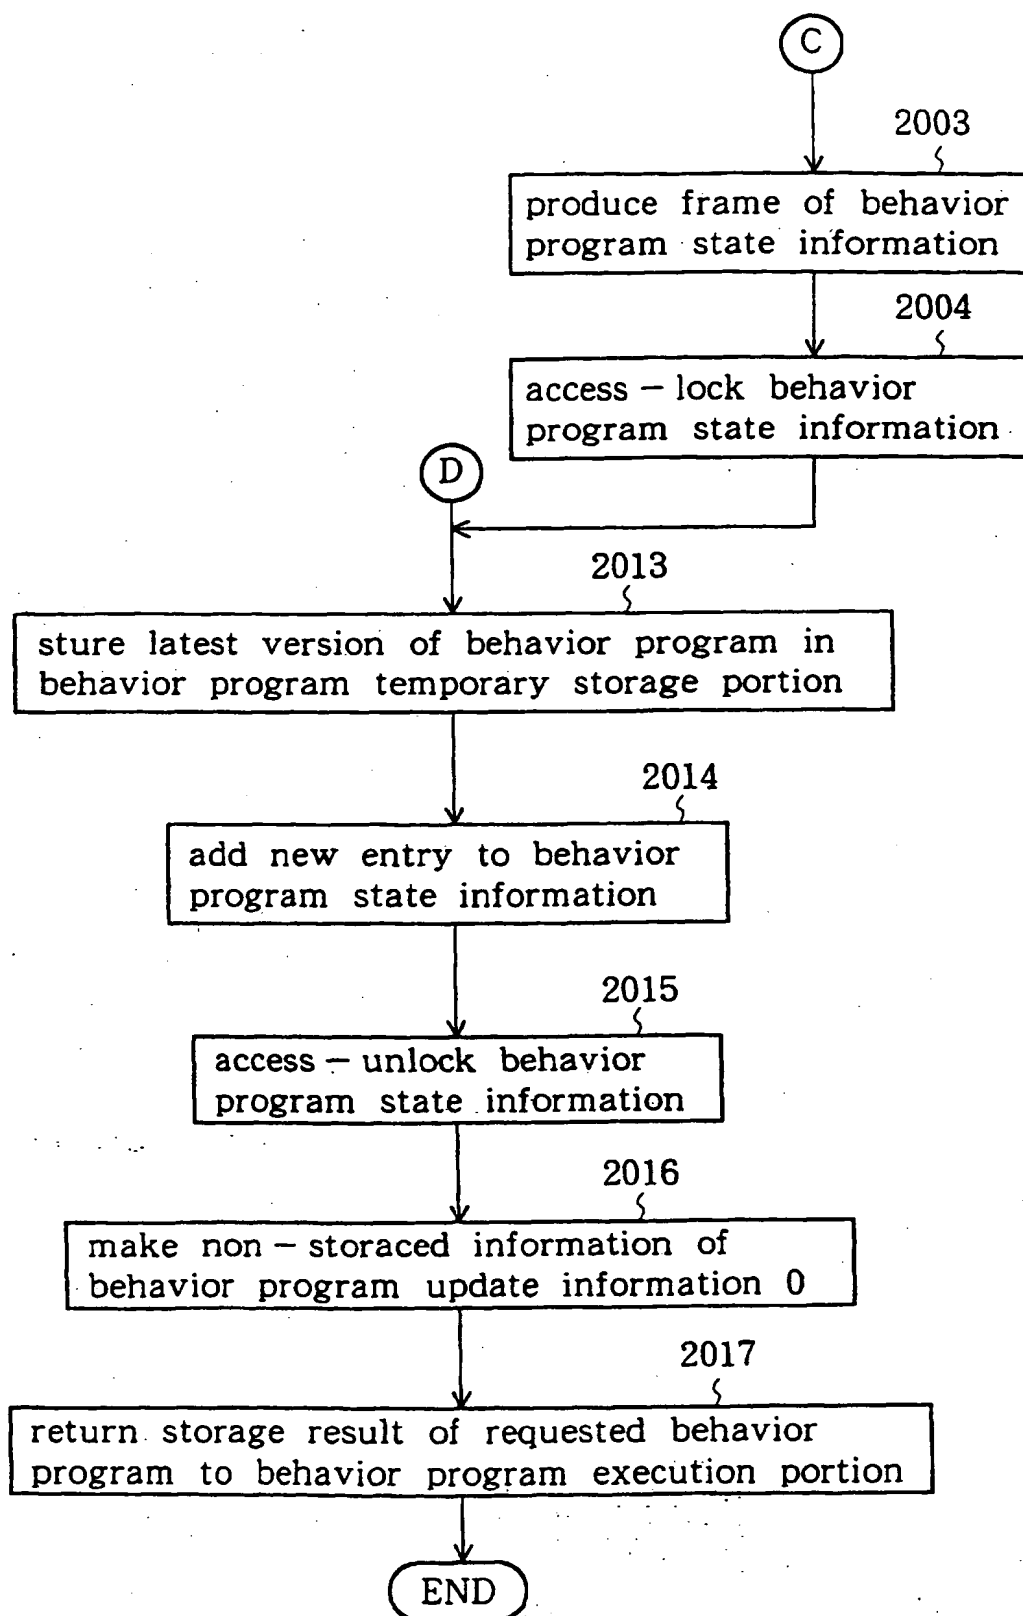 C
2003
produce frame of behavior
program state information
2004
access - lock behavior
program state information
D
2013
sture latest version of behavior program in
behavior program temporary storage portion
2014
add new entry to behavior
program state information
2015
access - unlock behavior
program state information
2016
make non - storaced information of
behavior program update information 0
2017
return storage result of requested behavior
program to behavior program execution portion
END